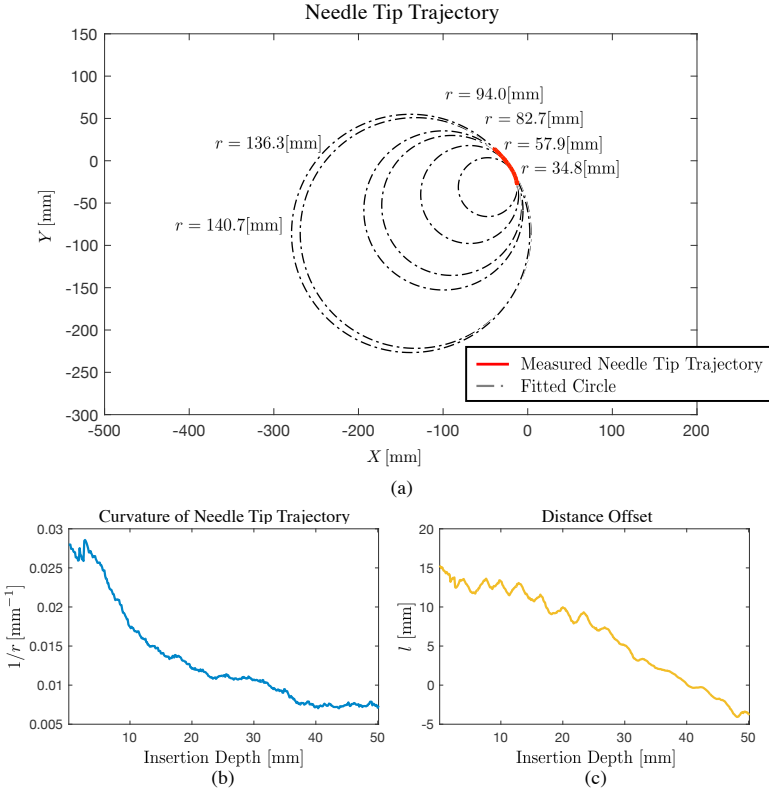 Needle Tip Trajectory
150
100
50
0
-50
-100
-150
-200
-250
-300
Y [mm]
r = 94.0[mm]
r = 82.7[mm]
r = 136.3[mm]
r = 57.9[mm]
r = 34.8[mm]
r = 140.7[mm]
Measured Needle Tip Trajectory
Fitted Circle
-500 -400 -300 -200 -100 0 100 200
X [mm]
(a)
Curvature of Needle Tip Trajectory
0.03
0.025
0.02
0.015
0.01
0.005
1/r [mm⁻¹]
10 20 30 40 50
Insertion Depth [mm]
(b)
Distance Offset
20
15
10
5
0
-5
l [mm]
10 20 30 40 50
Insertion Depth [mm]
(c)